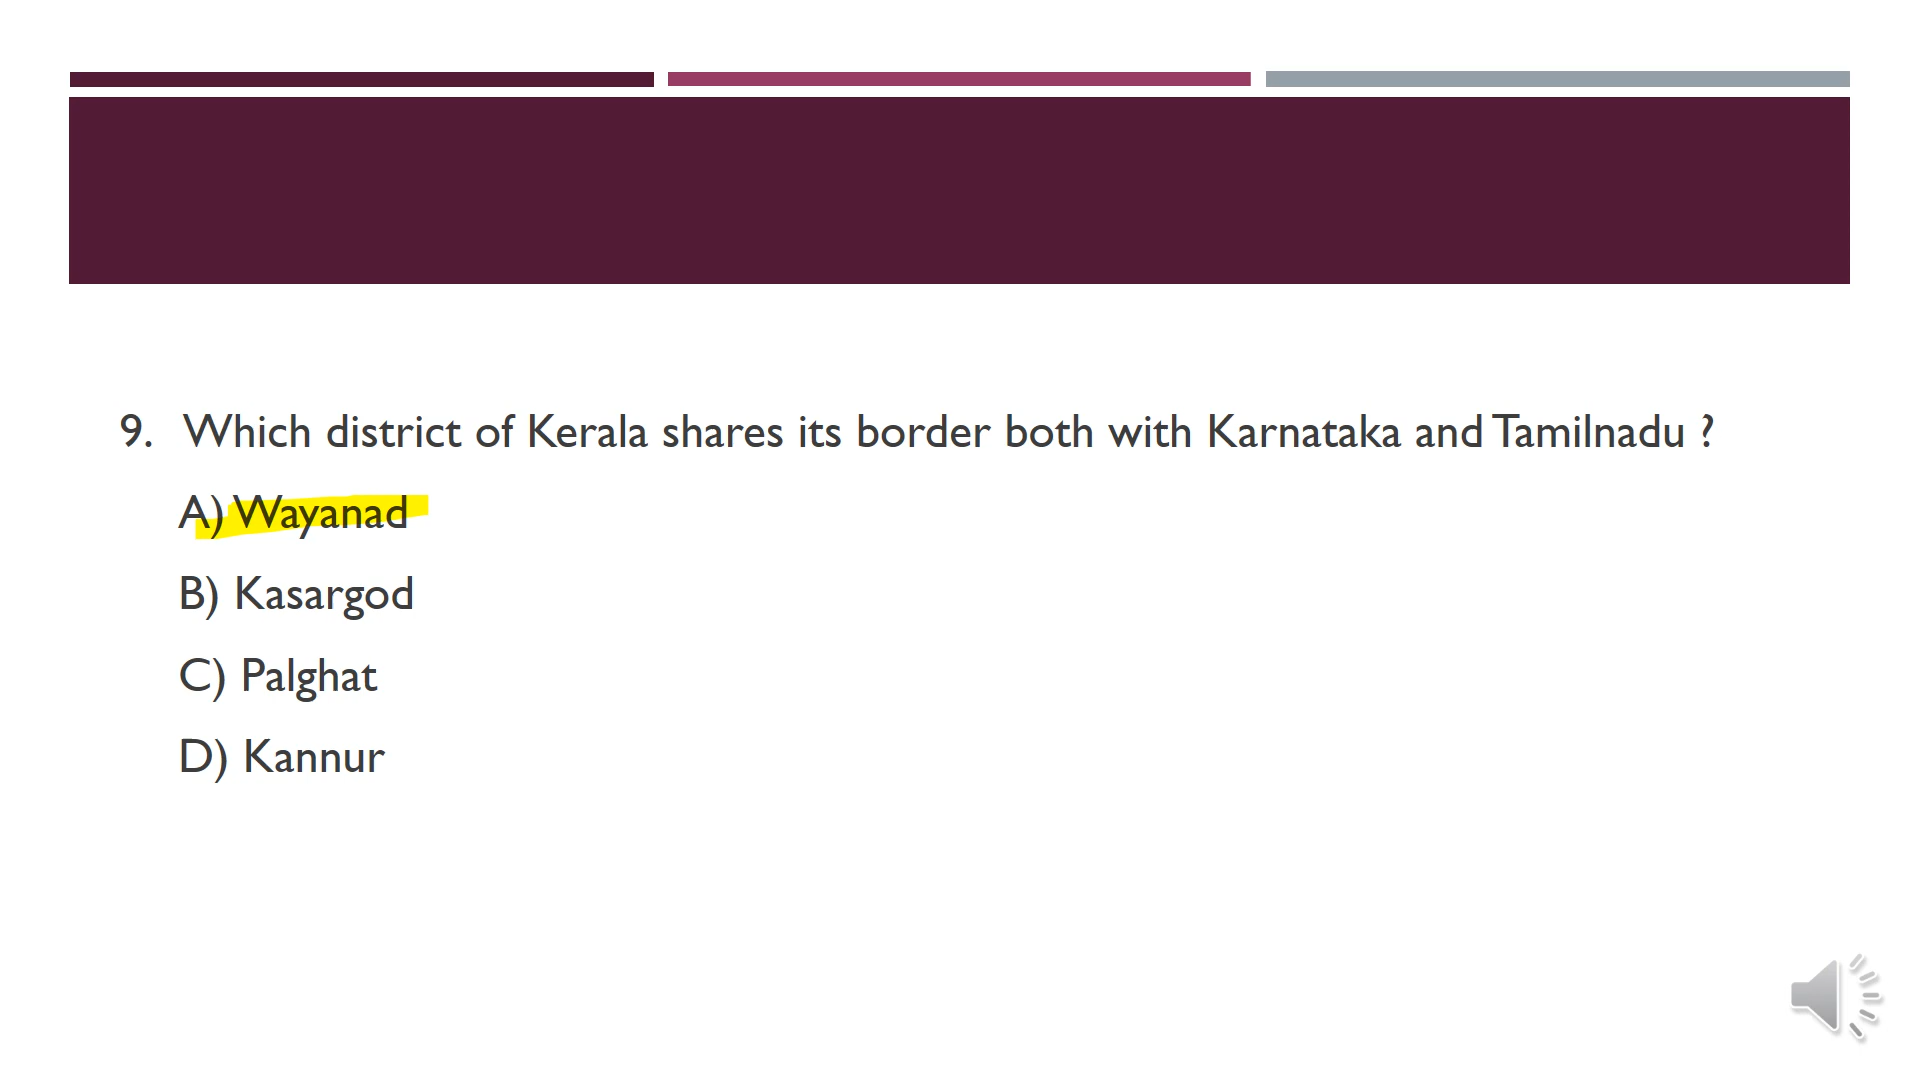 9. Which district of Kerala shares its border both with Karnataka and Tamilnadu ?
A) Wayanad
B) Kasargod
C) Palghat
D) Kannur